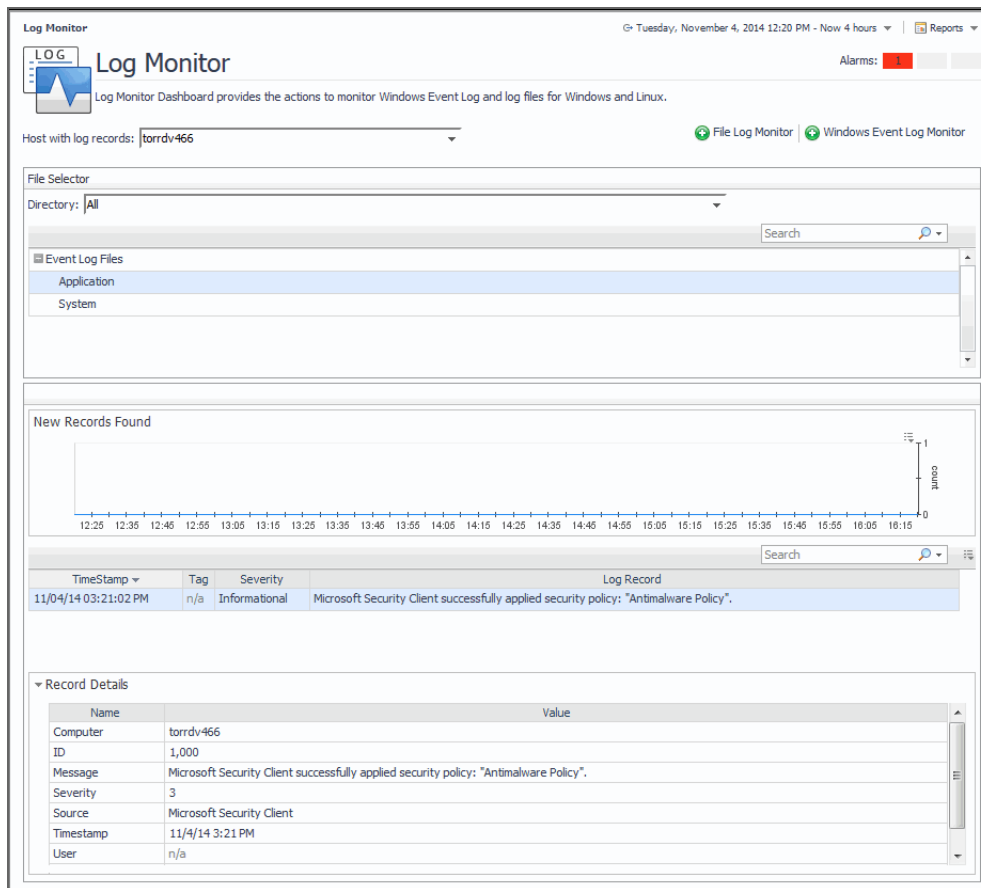 Log Monitor
Tuesday, November 4, 2014 12:20 PM - Now 4 hours
Reports
LOG
Log Monitor
Alarms: 1
Log Monitor Dashboard provides the actions to monitor Windows Event Log and log files for Windows and Linux.
Host with log records: torrdv466
File Log Monitor
Windows Event Log Monitor
File Selector
Directory: All
Search
Event Log Files
Application
System
New Records Found
1
count
0
12:25 12:35 12:45 12:55 13:05 13:15 13:25 13:35 13:45 13:55 14:05 14:15 14:25 14:35 14:45 14:55 15:05 15:15 15:25 15:35 15:45 15:55 16:05 16:15
Search
TimeStamp Tag Severity Log Record
11/04/14 03:21:02 PM n/a Informational Microsoft Security Client successfully applied security policy: "Antimalware Policy".
Record Details
Name Value
Computer torrdv466
ID 1,000
Message Microsoft Security Client successfully applied security policy: "Antimalware Policy".
Severity 3
Source Microsoft Security Client
Timestamp 11/4/14 3:21 PM
User n/a